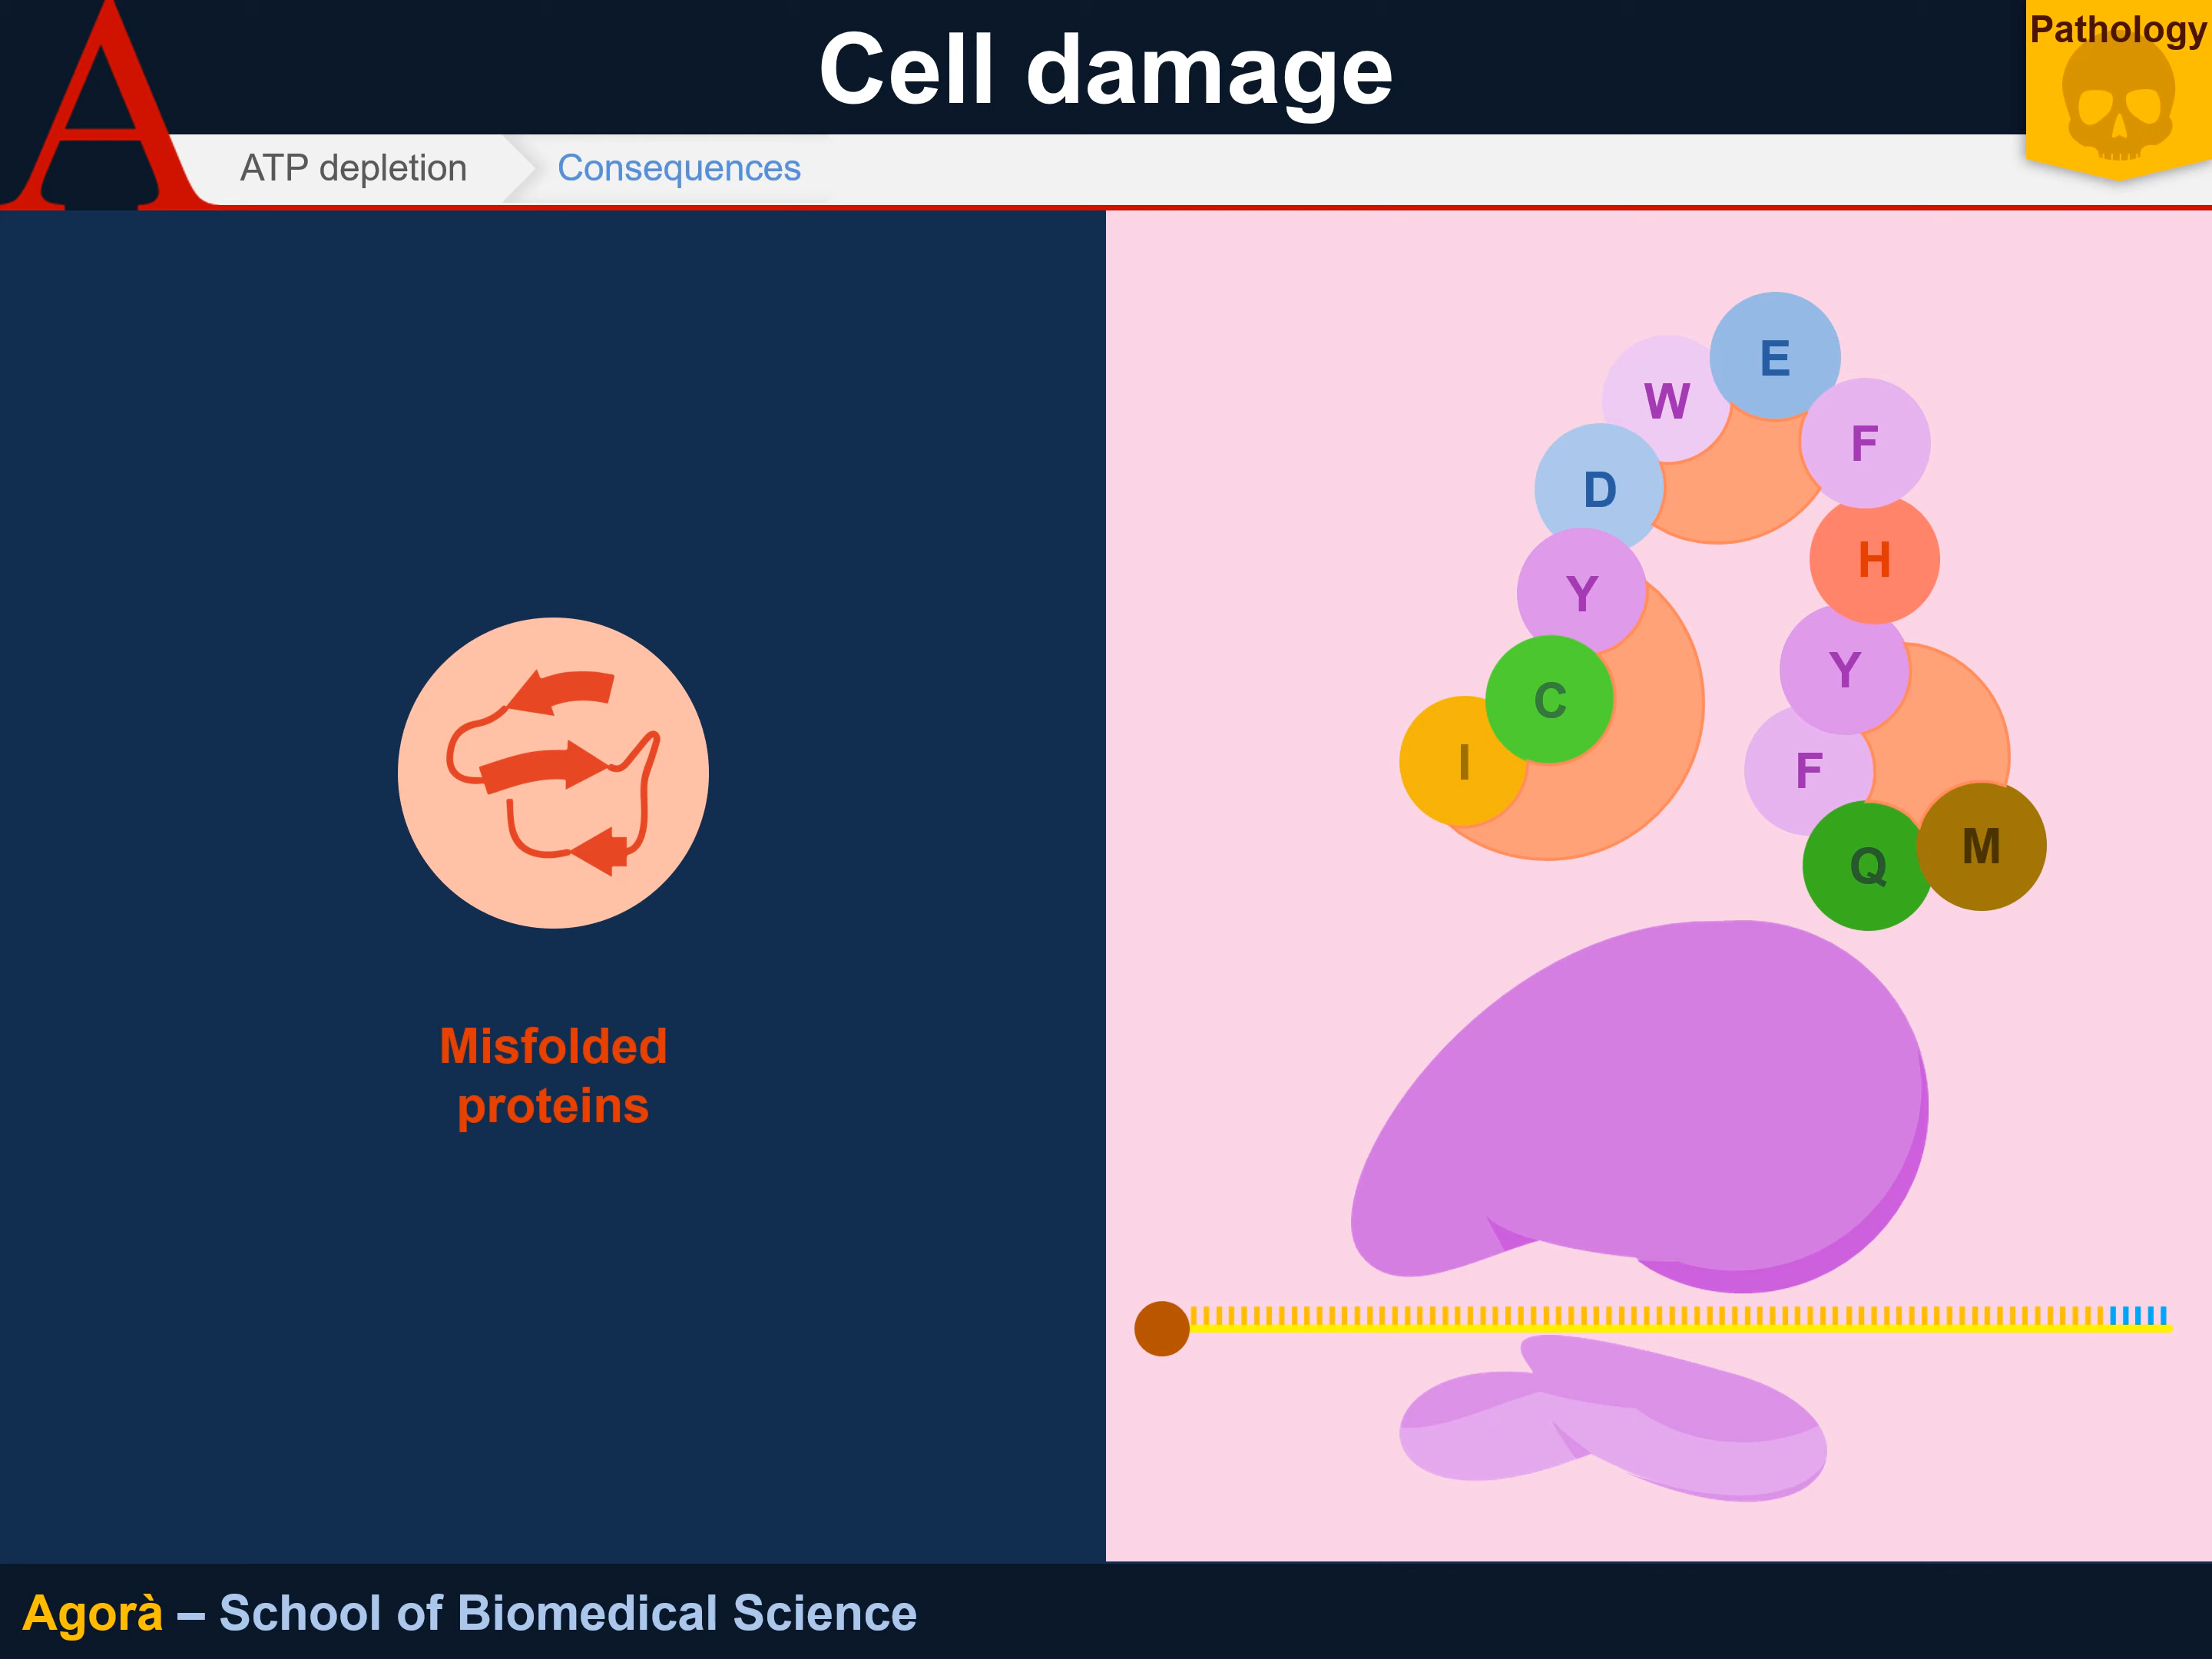 Cell damage
Pathology
A
ATP depletion
Consequences
E
W
F
D
H
Y
Y
C
I
F
M
Q
Misfolded
proteins
Agorà – School of Biomedical Science